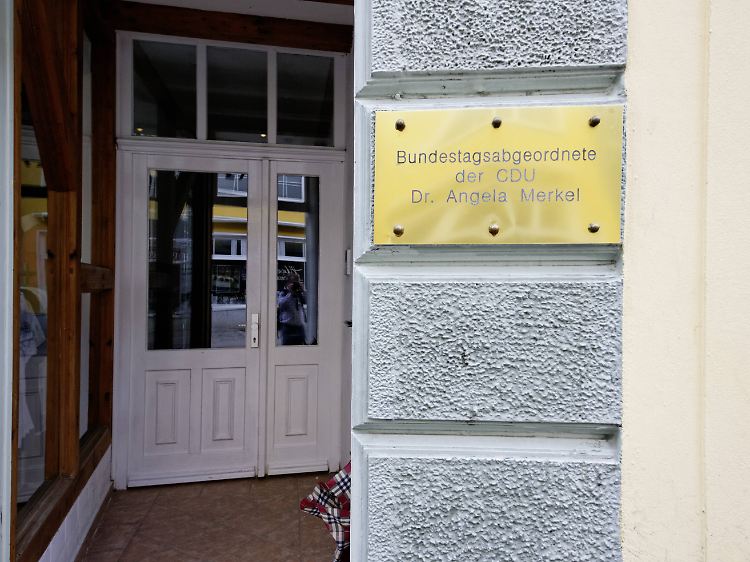 Bundestagsabgeordnete
der CDU
Dr. Angela Merkel